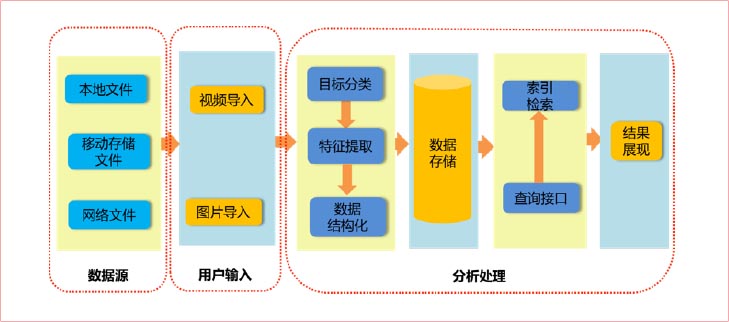 本地文件
移动存储
文件
网络文件
数据源
视频导入
图片导入
用户输入
目标分类
特征提取
数据
结构化
数据
存储
索引
检索
查询接口
结果
展现
分析处理